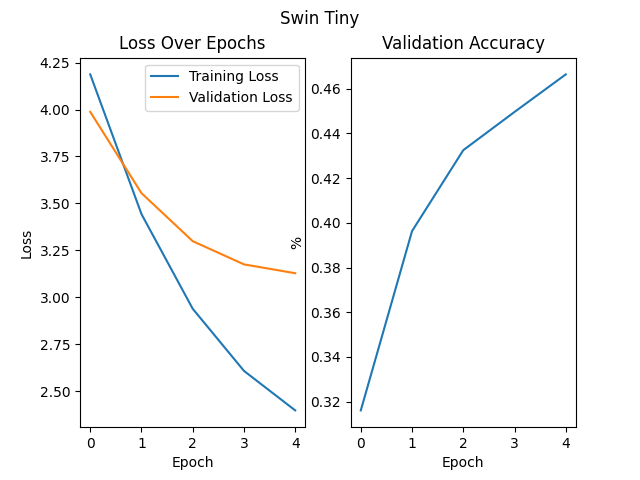 Swin Tiny
Loss Over Epochs
Training Loss
Validation Loss
4.25
4.00
3.75
3.50
3.25
3.00
2.75
2.50
Loss
0 1 2 3 4
Epoch
Validation Accuracy
0.46
0.44
0.42
0.40
0.38
0.36
0.34
0.32
%
0 1 2 3 4
Epoch